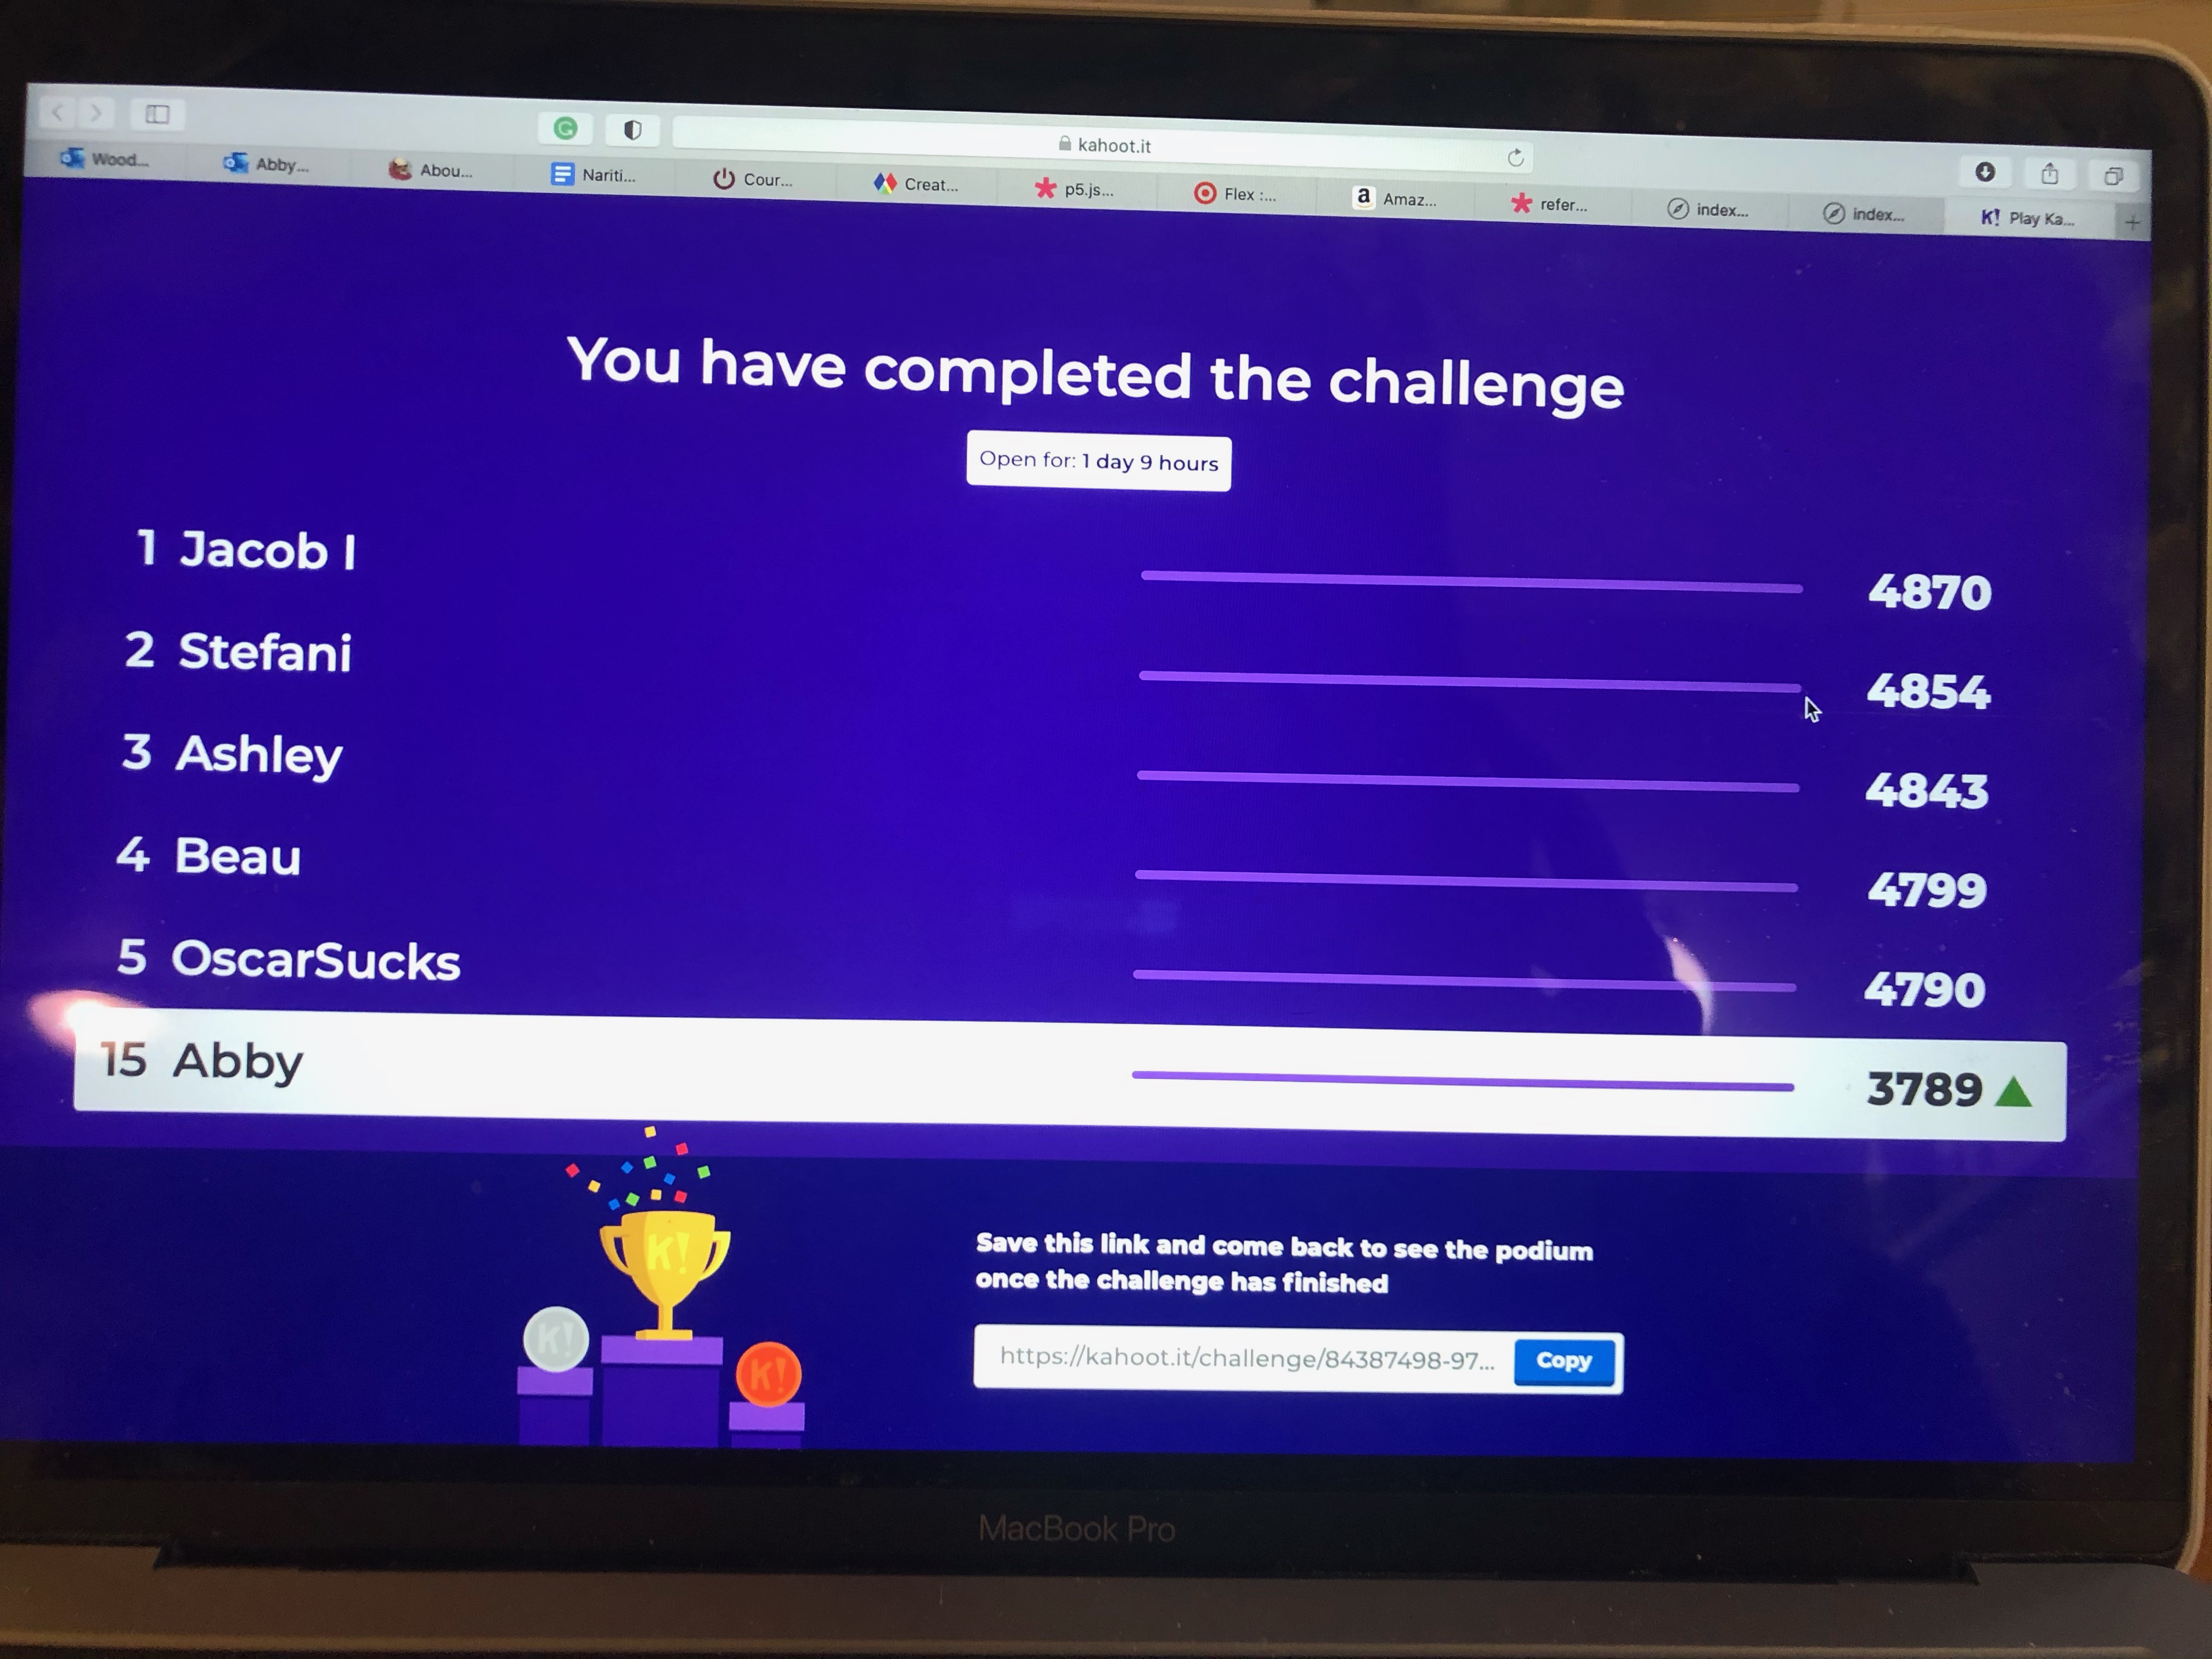 kahoot.it
Wood... Abby... Abou... Nariti... Cour... Creat... p5.js... Flex :... Amaz... refer... index... index... K! Play Ka...
You have completed the challenge
Open for: 1 day 9 hours
1 Jacob I 4870
2 Stefani 4854
3 Ashley 4843
4 Beau 4799
5 OscarSucks 4790
15 Abby 3789
K!
K!
K!
Save this link and come back to see the podium
once the challenge has finished
https://kahoot.it/challenge/84387498-97... Copy
MacBook Pro